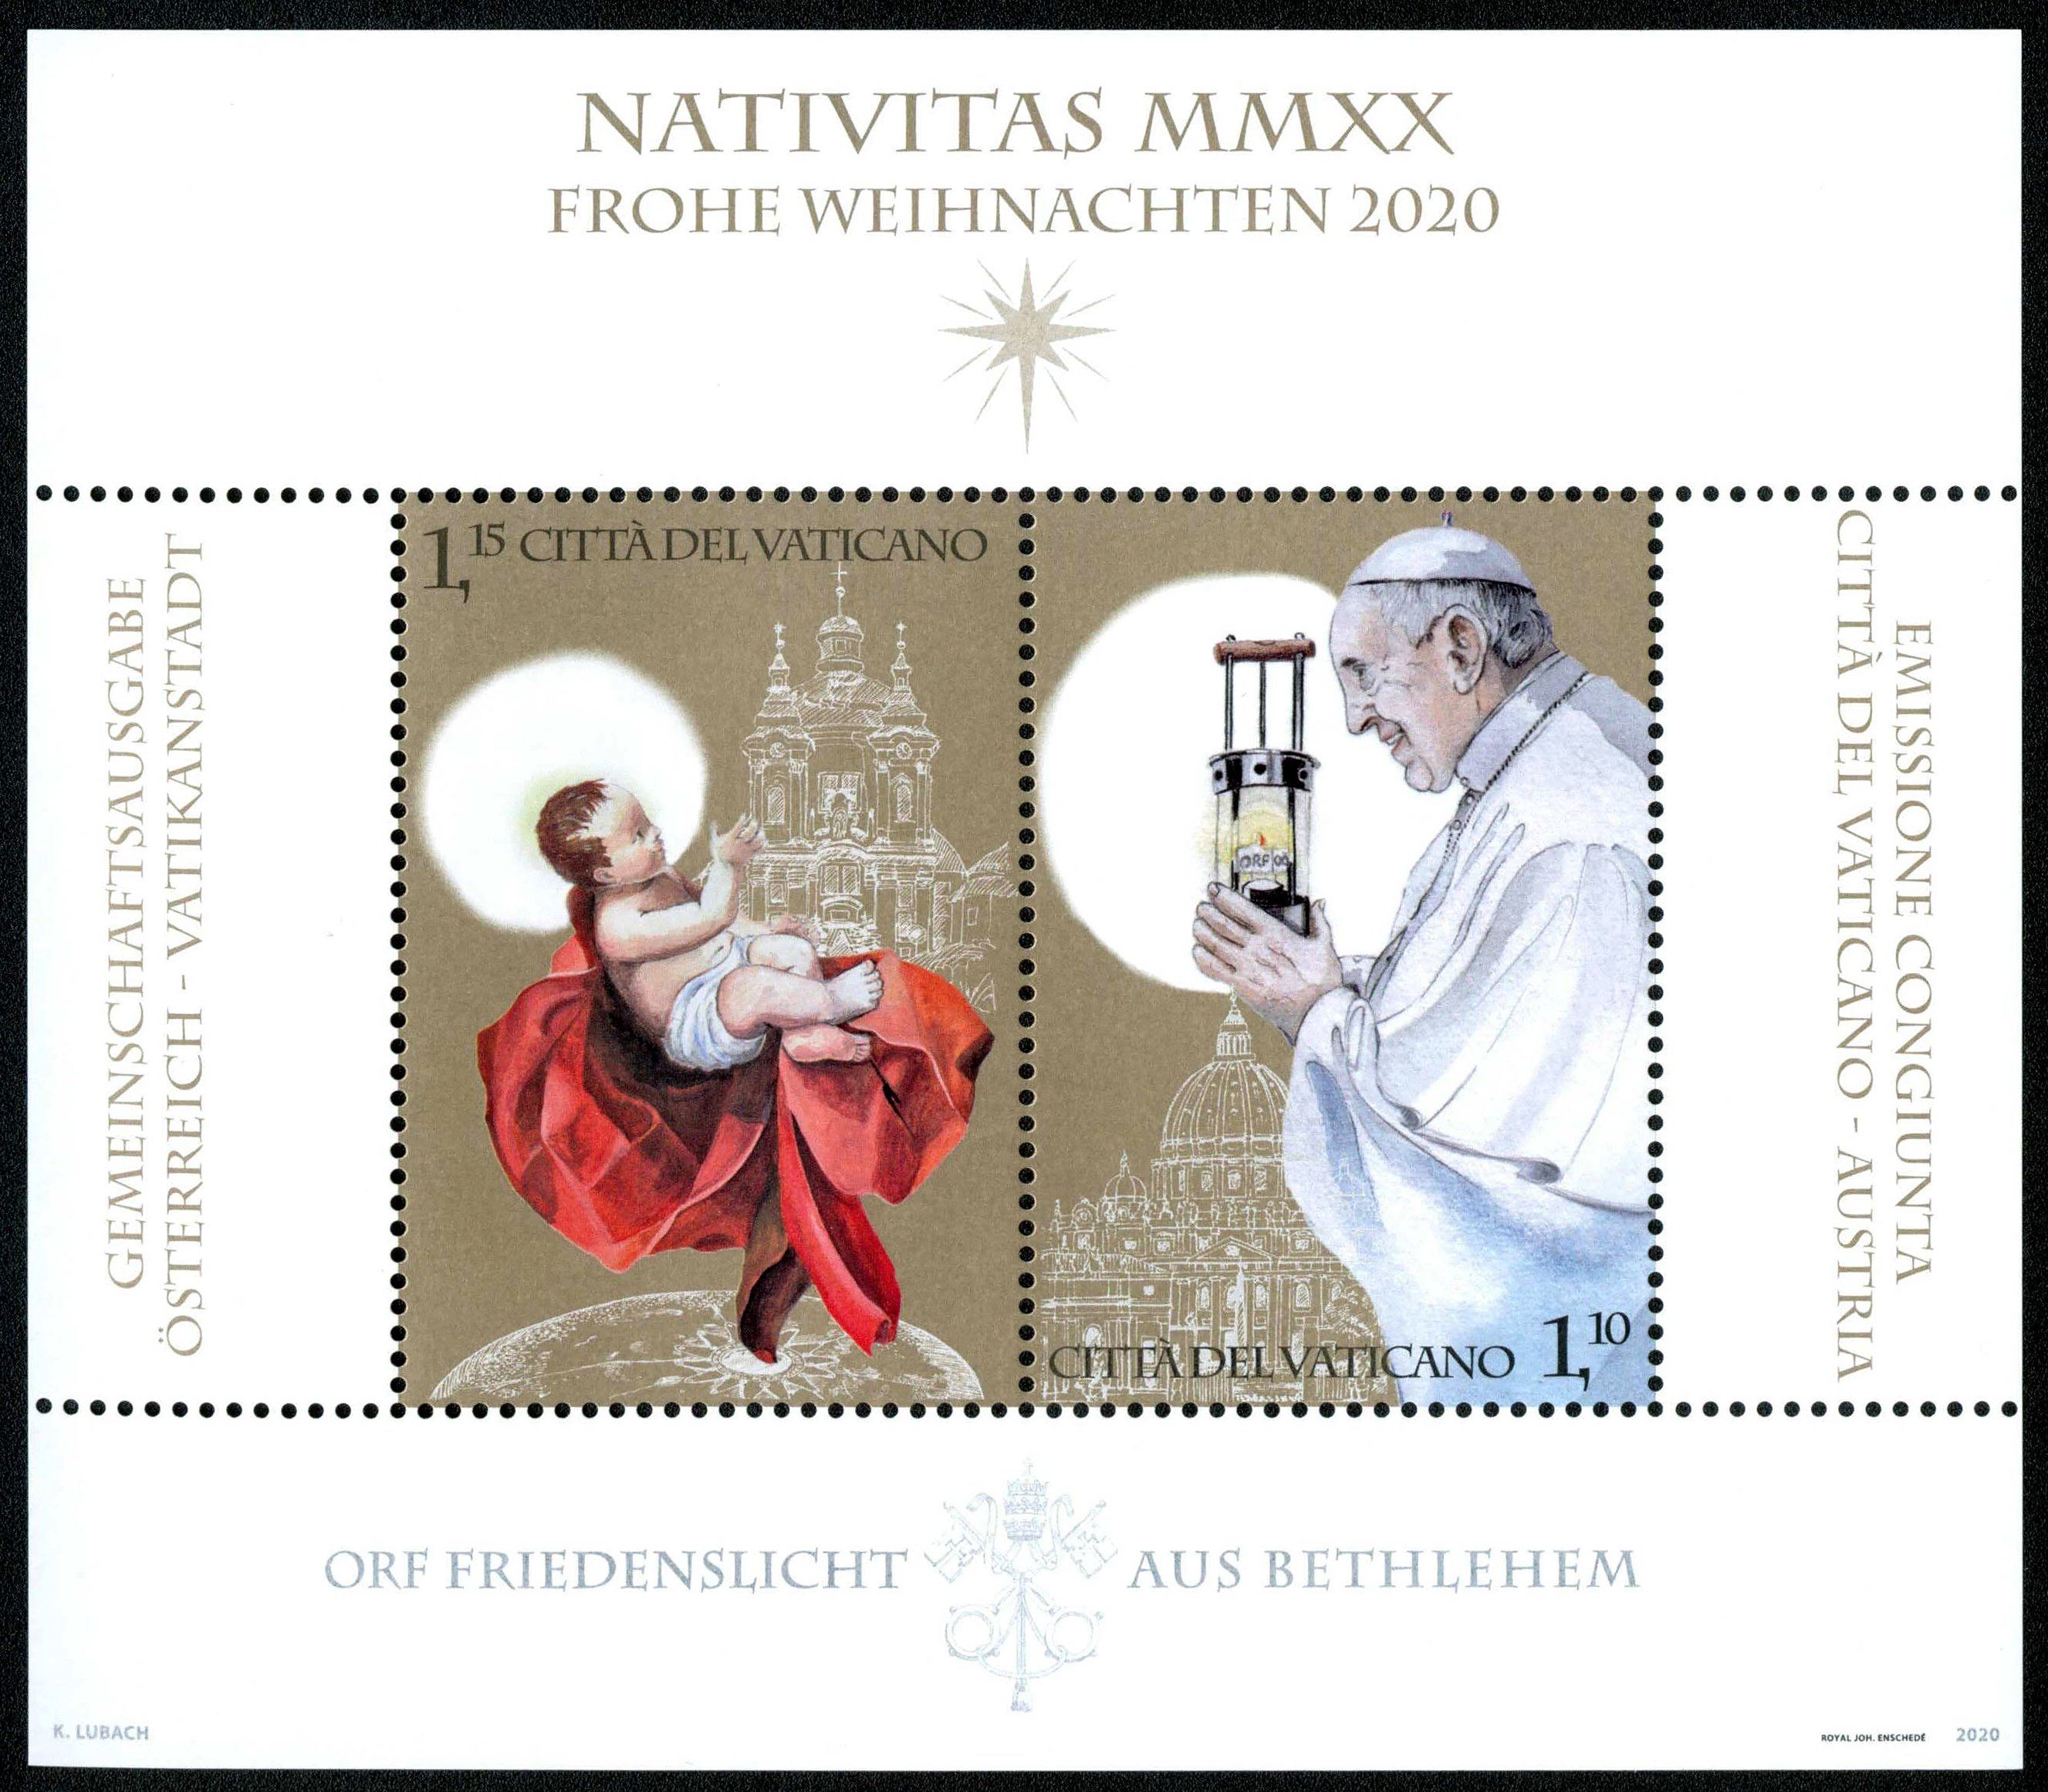 NATIVITAS MMXX
FROHE WEIHNACHTEN 2020
GEMEINSCHAFTSAUSGABE
ÖSTERREICH - VATIKANSTADT
1,15 CITTÀ DEL VATICANO
ORF
CITTÀ DEL VATICANO 1,10
EMISSIONE CONGIUNTA
CITTÀ DEL VATICANO - AUSTRIA
ORF FRIEDENSLICHT AUS BETHLEHEM
K. LUBACH
ROYAL JOH. ENSCHEDÉ 2020